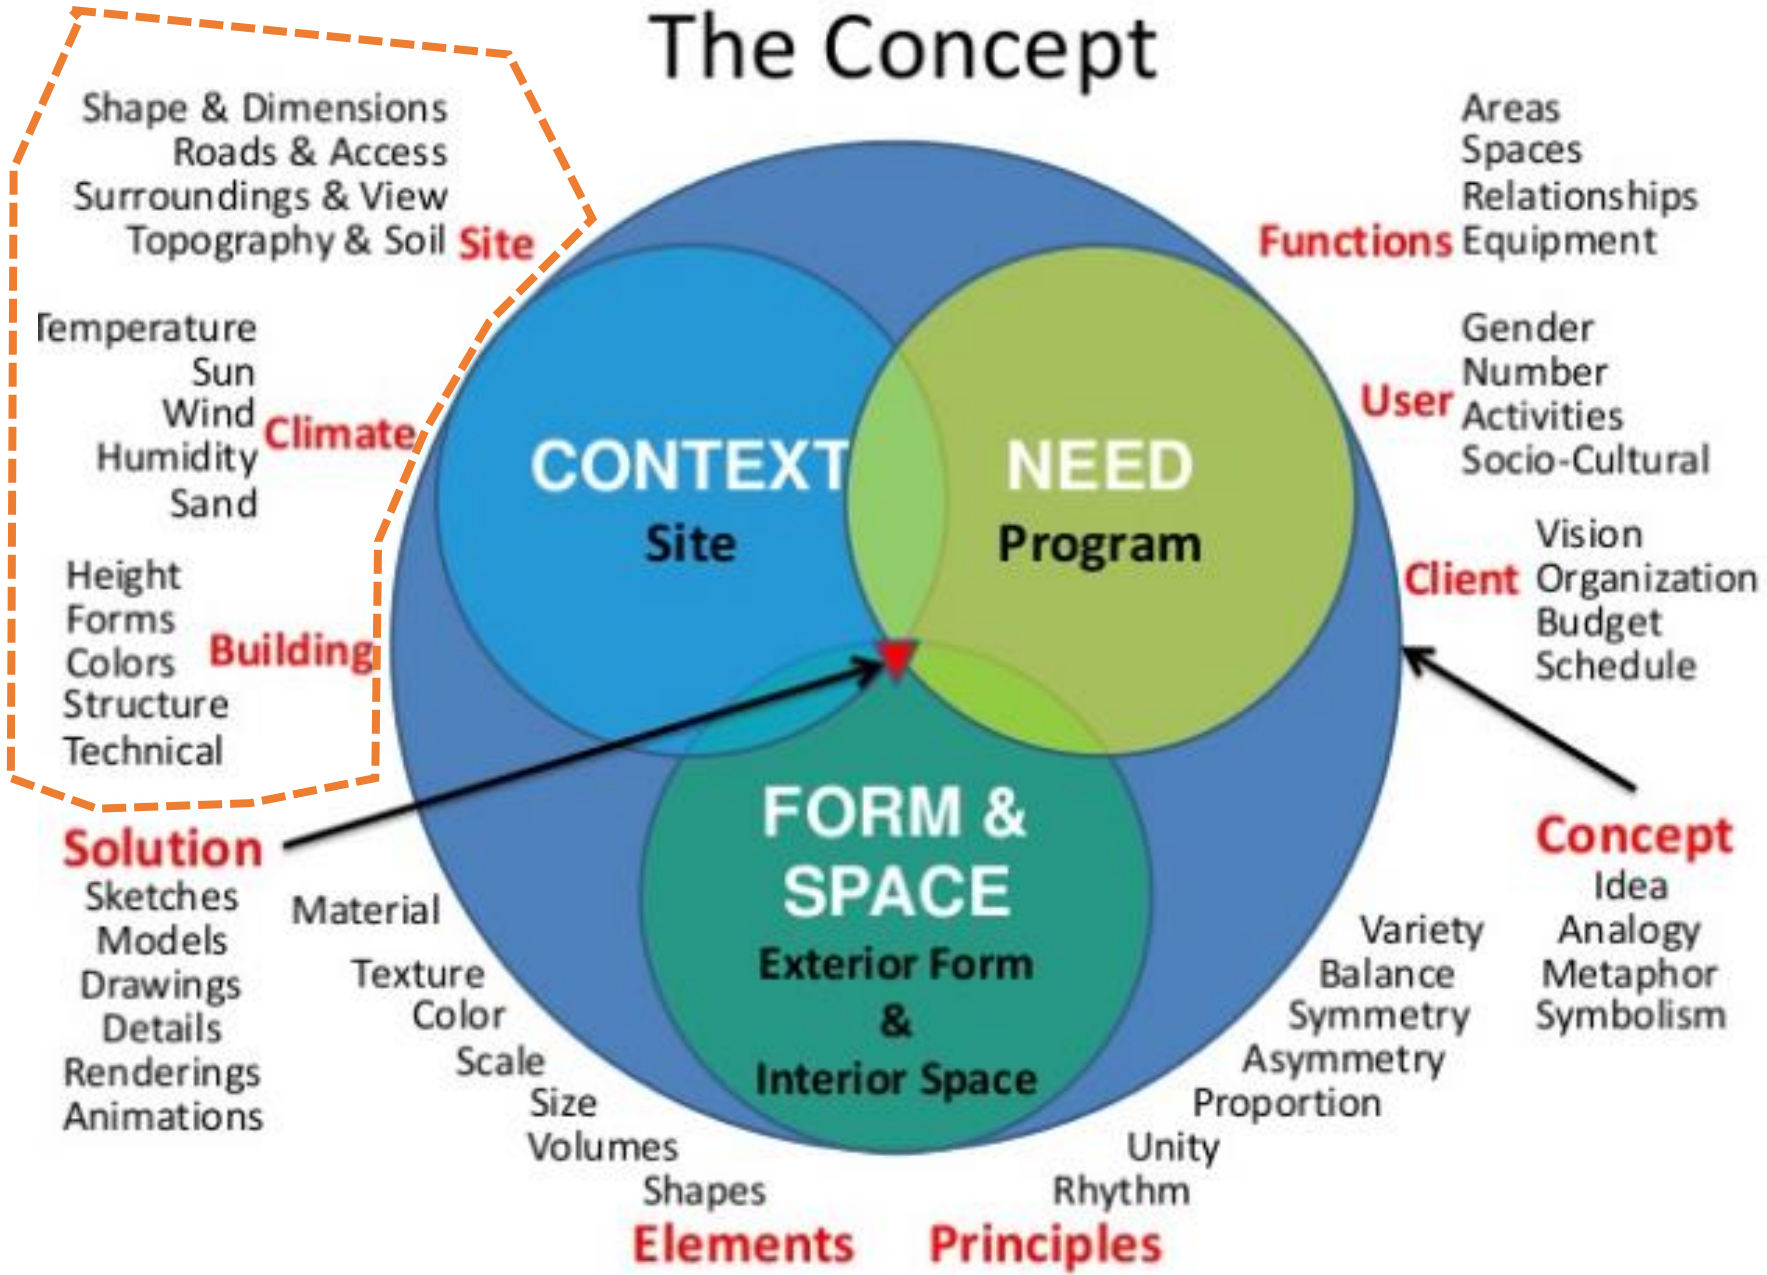 The Concept
Shape & Dimensions
Roads & Access
Surroundings & View
Topography & Soil
Site
Temperature
Sun
Wind
Humidity
Sand
Climate
Height
Forms
Colors
Structure
Technical
Building
Areas
Spaces
Relationships
Equipment
Functions
Gender
Number
Activities
Socio-Cultural
User
Vision
Organization
Budget
Schedule
Client
CONTEXT
Site
NEED
Program
FORM &
SPACE
Exterior Form
&
Interior Space
Solution
Sketches
Models
Drawings
Details
Renderings
Animations
Material
Texture
Color
Scale
Size
Volumes
Shapes
Elements
Variety
Balance
Symmetry
Asymmetry
Proportion
Unity
Rhythm
Principles
Concept
Idea
Analogy
Metaphor
Symbolism